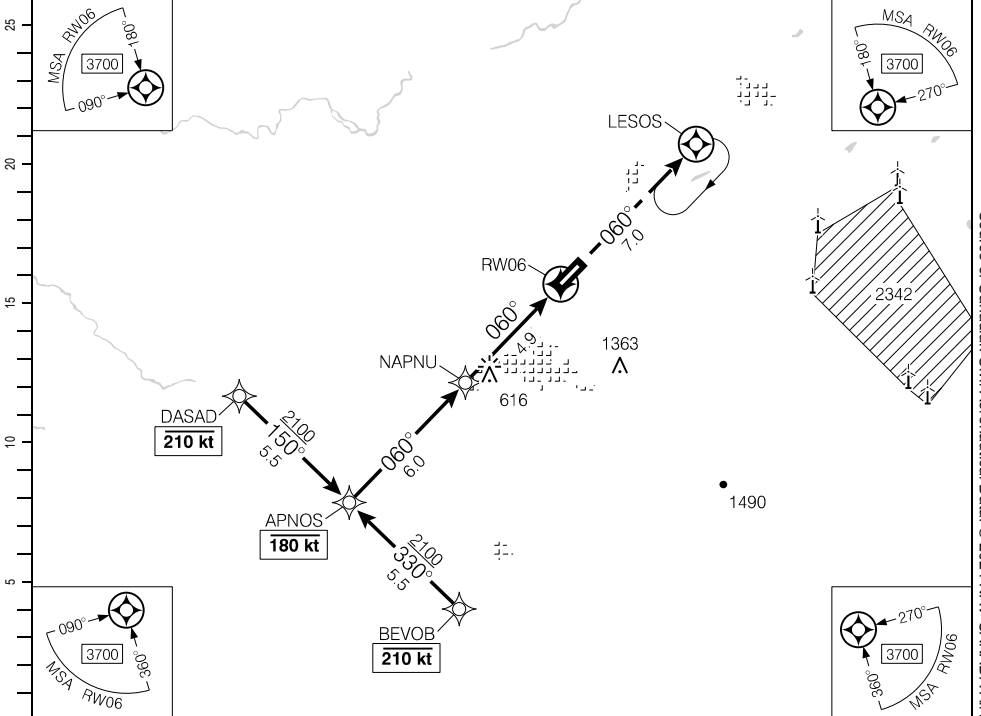 25
20
15
10
5
MSA RW06
180°
3700
090°
MSA RW06
180°
3700
270°
LESOS
060°
7.0
RW06
060°
4.9
1363
2342
NAPNU
616
DASAD
210 kt
2100
150°
5.5
060°
6.0
APNOS
180 kt
1490
2100
330°
5.5
BEVOB
210 kt
090°
3700
360°
MSA RW06
270°
3700
360°
MSA RW06